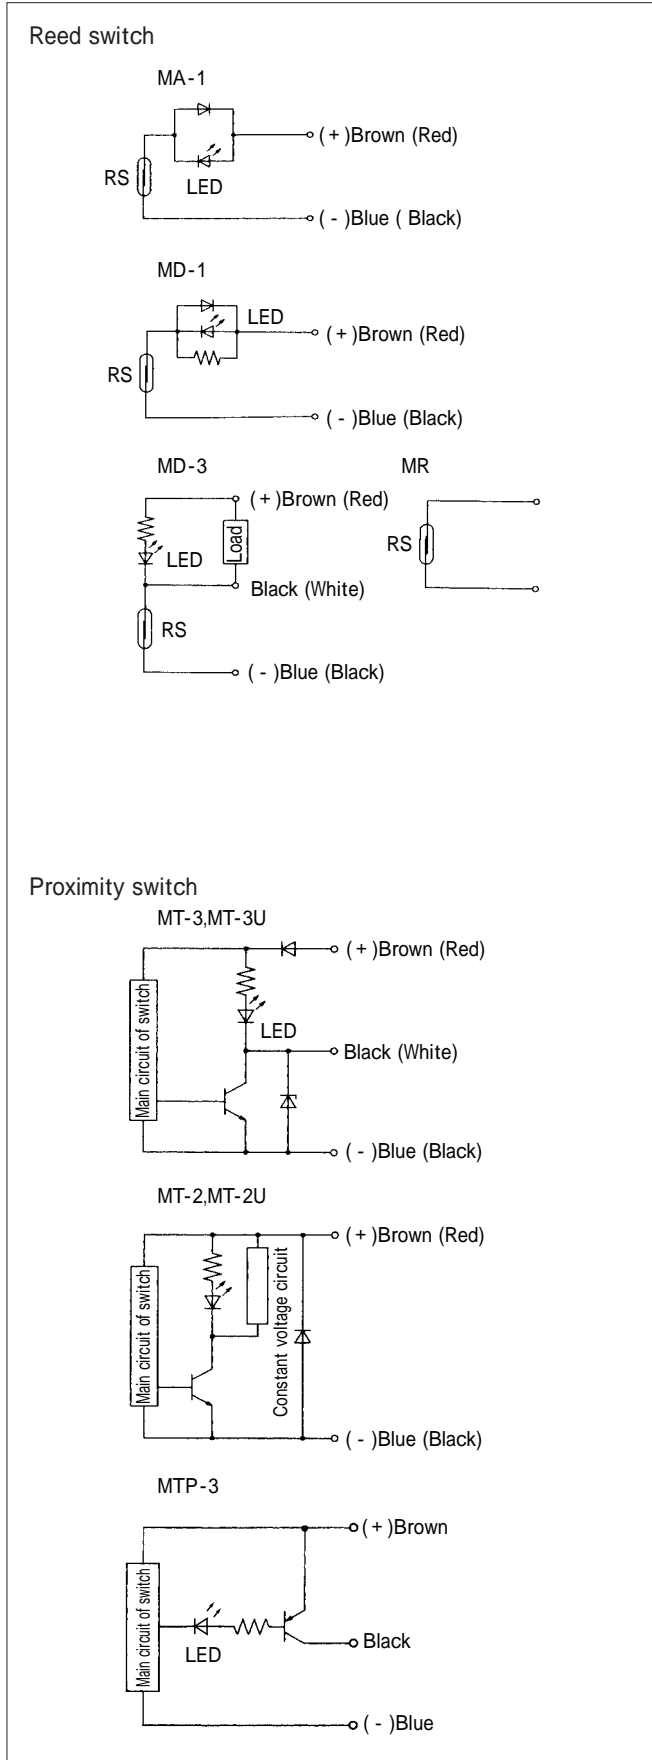 Reed switch
MA-1
(+)Brown (Red)
RS
LED
(-)Blue ( Black)
MD-1
LED
(+)Brown (Red)
RS
(-)Blue (Black)
MD-3
(+)Brown (Red)
Load
LED
Black (White)
RS
(-)Blue (Black)
MR
RS
Proximity switch
MT-3,MT-3U
(+)Brown (Red)
Main circuit of switch
LED
Black (White)
(-)Blue (Black)
MT-2,MT-2U
(+)Brown (Red)
Main circuit of switch
Constant voltage circuit
(-)Blue (Black)
MTP-3
(+)Brown
Main circuit of switch
LED
Black
(-)Blue